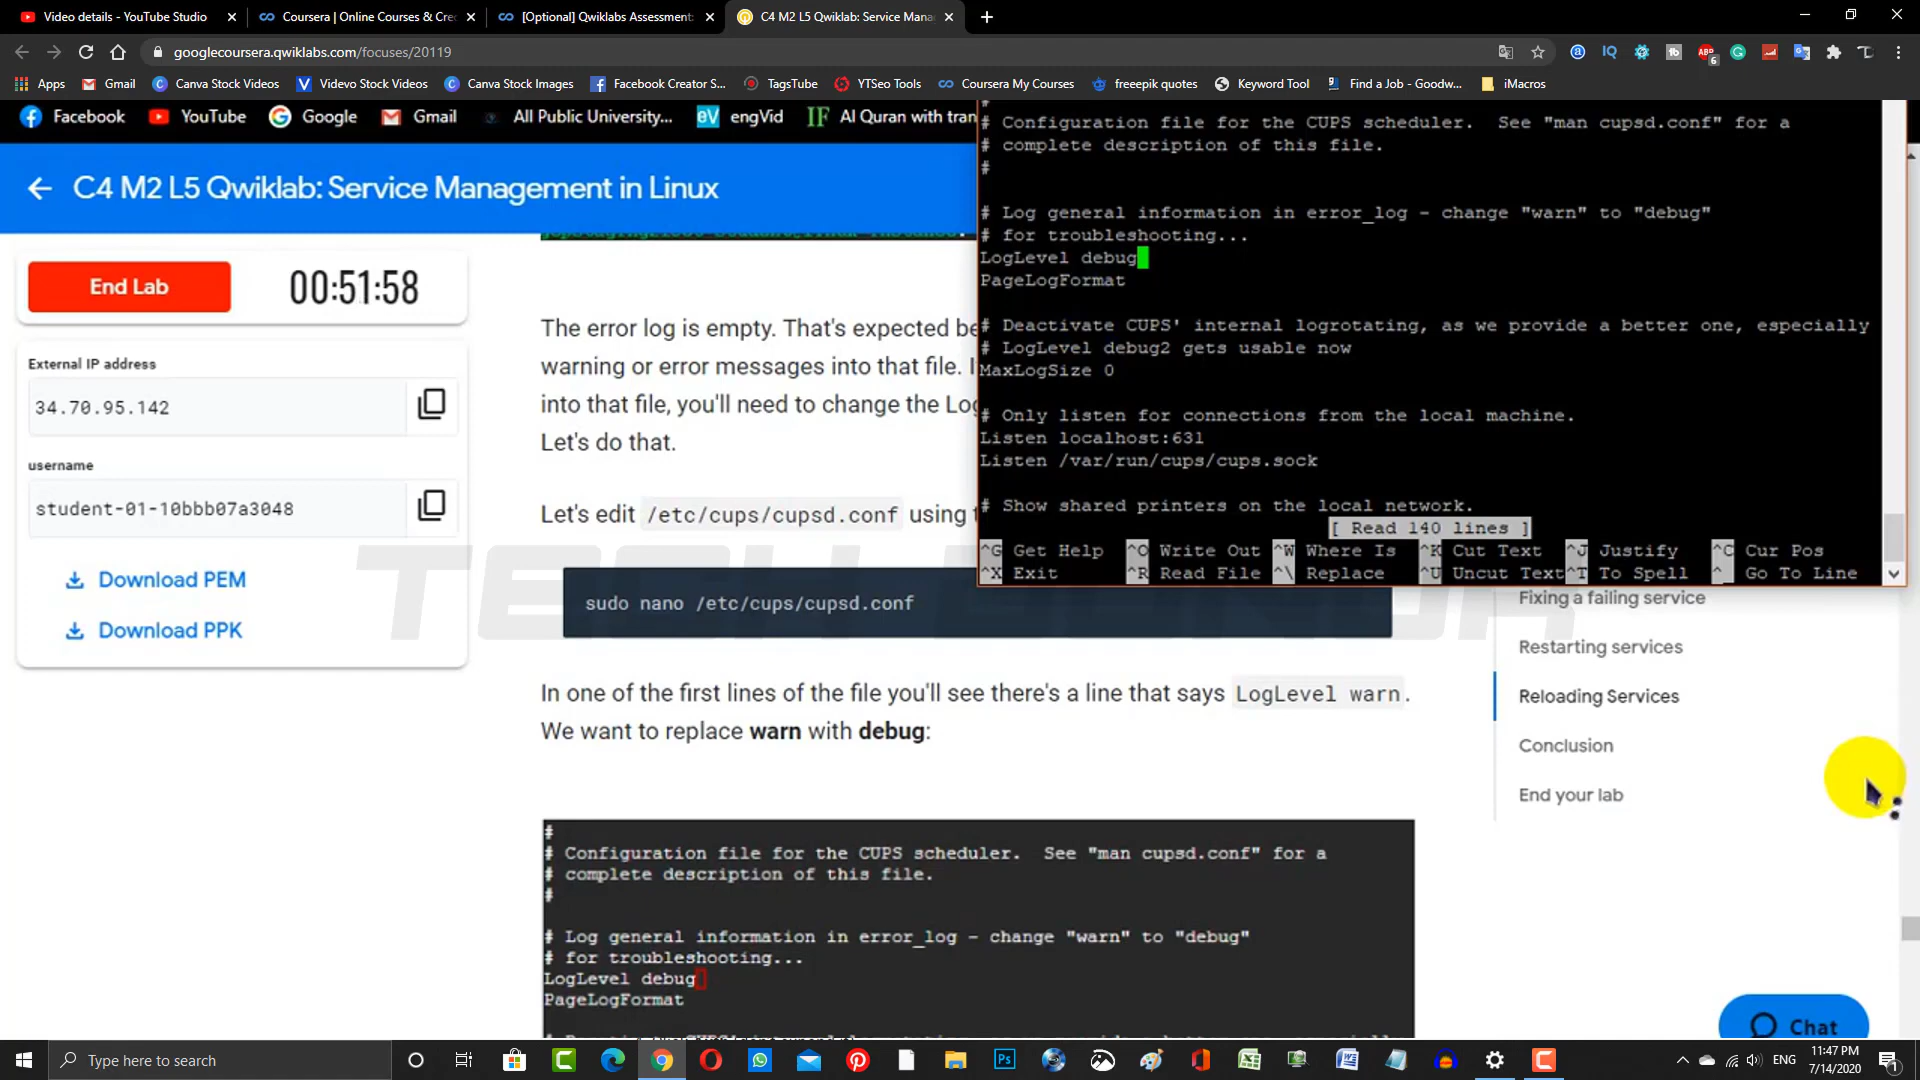 Video details - YouTube Studio
Coursera | Online Courses & Cre
[Optional] Qwiklabs Assessment:
C4 M2 L5 Qwiklab: Service Mana
googlecoursera.qwiklabs.com/focuses/20119
Apps
Gmail
Canva Stock Videos
Videvo Stock Videos
Canva Stock Images
Facebook Creator S...
TagsTube
YTSeo Tools
Coursera My Courses
freeepik quotes
Keyword Tool
Find a Job - Goodw...
iMacros
Facebook
YouTube
Google
Gmail
All Public University...
engVid
Al Quran with tran
C4 M2 L5 Qwiklab: Service Management in Linux
End Lab
00:51:58
External IP address
34.70.95.142
username
student-01-10bbb07a3048
Download PEM
Download PPK
The error log is empty. That's expected be
warning or error messages into that file. I
into that file, you'll need to change the Log
Let's do that.
Let's edit /etc/cups/cupsd.conf using t
sudo nano /etc/cups/cupsd.conf
In one of the first lines of the file you'll see there's a line that says LogLevel warn.
We want to replace warn with debug:
#
# Configuration file for the CUPS scheduler. See "man cupsd.conf" for a
# complete description of this file.
#
# Log general information in error_log - change "warn" to "debug"
# for troubleshooting...
LogLevel debug
PageLogFormat
# Configuration file for the CUPS scheduler. See "man cupsd.conf" for a
# complete description of this file.
#
# Log general information in error_log - change "warn" to "debug"
# for troubleshooting...
LogLevel debug
PageLogFormat
# Deactivate CUPS' internal logrotating, as we provide a better one, especially
# LogLevel debug2 gets usable now
MaxLogSize 0
# Only listen for connections from the local machine.
Listen localhost:631
Listen /var/run/cups/cups.sock
# Show shared printers on the local network.
[ Read 140 lines ]
^G Get Help ^O Write Out ^W Where Is ^K Cut Text ^J Justify ^C Cur Pos
^X Exit ^R Read File ^\ Replace ^U Uncut Text ^T To Spell ^_ Go To Line
Fixing a failing service
Restarting services
Reloading Services
Conclusion
End your lab
Chat
Type here to search
ENG
11:47 PM
7/14/2020